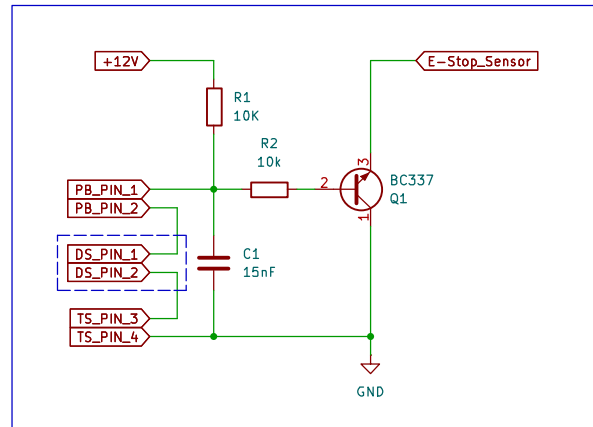 +12V
E-Stop_Sensor
R1
10K
R2
10k
3
PB_PIN_1
2
BC337
PB_PIN_2
Q1
1
DS_PIN_1
C1
DS_PIN_2
15nF
TS_PIN_3
TS_PIN_4
GND